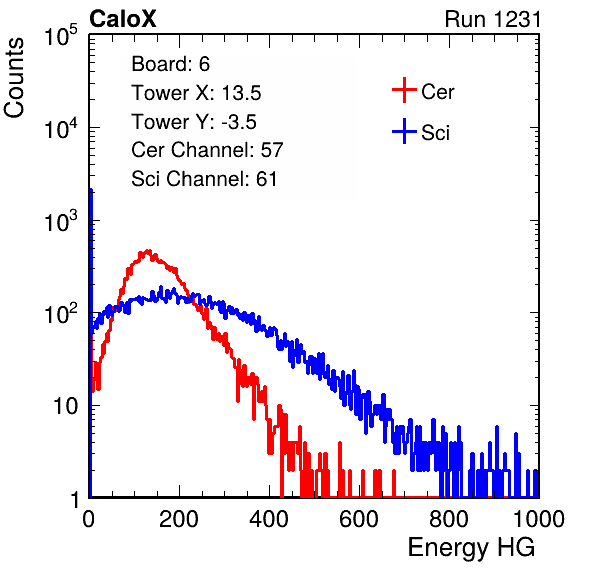 CaloX Run 1231
Counts
Board: 6
Tower X: 13.5
Tower Y: -3.5
Cer Channel: 57
Sci Channel: 61
Cer
Sci
10^5
10^4
10^3
10^2
10
1
0 200 400 600 800 1000
Energy HG